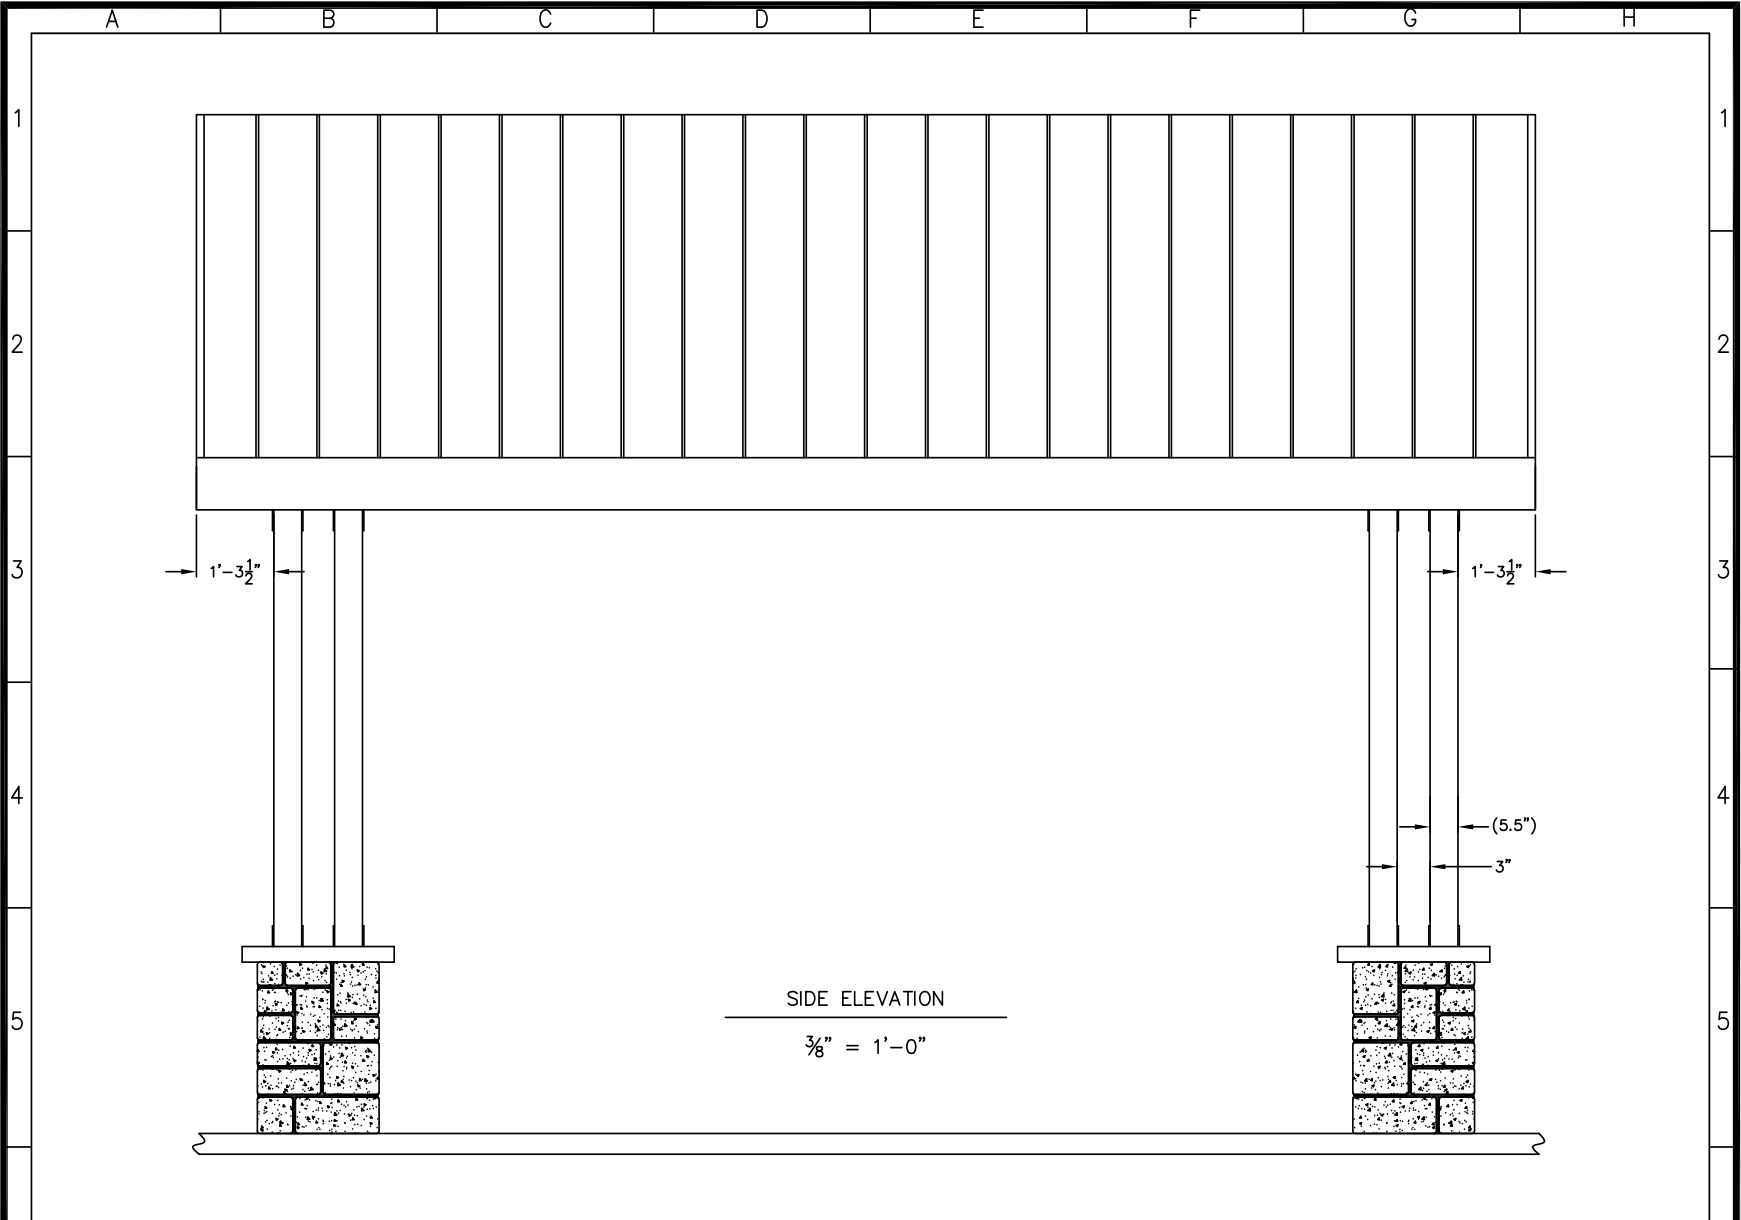 A B C D E F G H
1 1
2 2
1'-3½" 1'-3½"
3 3
4 4
(5.5")
3"
SIDE ELEVATION
5 5
⅜" = 1'-0"